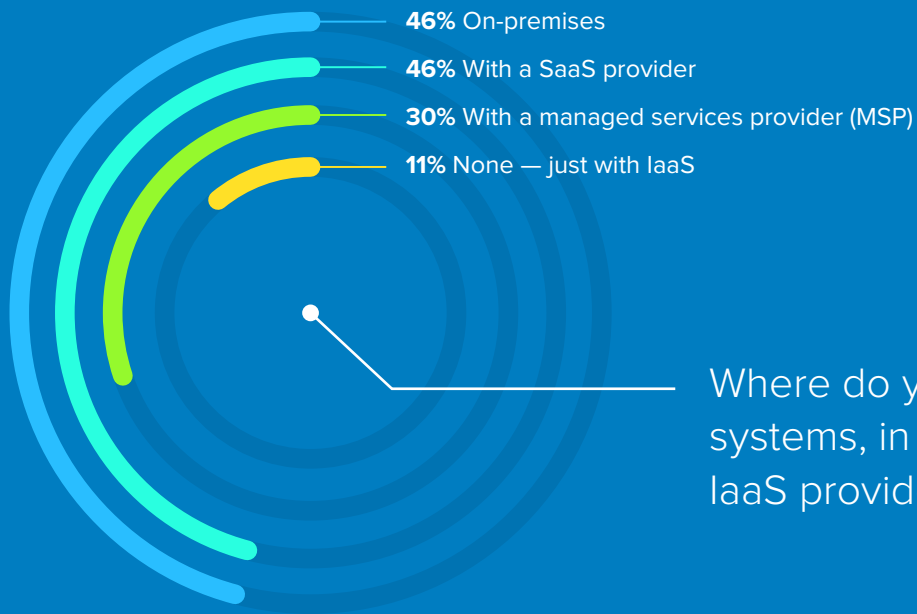 46% On-premises
46% With a SaaS provider
30% With a managed services provider (MSP)
11% None — just with IaaS
Where do
systems, in
IaaS